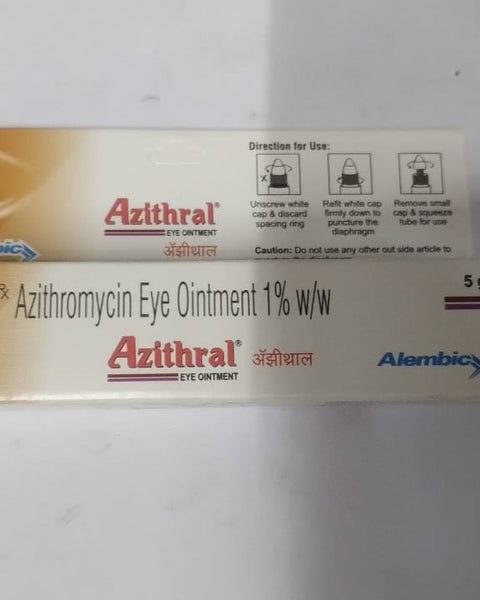 Direction for Use:
X
Unscrew white
cap & discard
spacing ring
Refit white cap
firmly down to
puncture the
diaphragm
Remove small
cap & squeeze
tube for use
Azithral®
EYE OINTMENT
ॲझीथ्राल
Caution: Do not use any other out side article to
℞ Azithromycin Eye Ointment 1% w/w
5 g
Azithral®
EYE OINTMENT
ॲझीथ्राल
Alembic